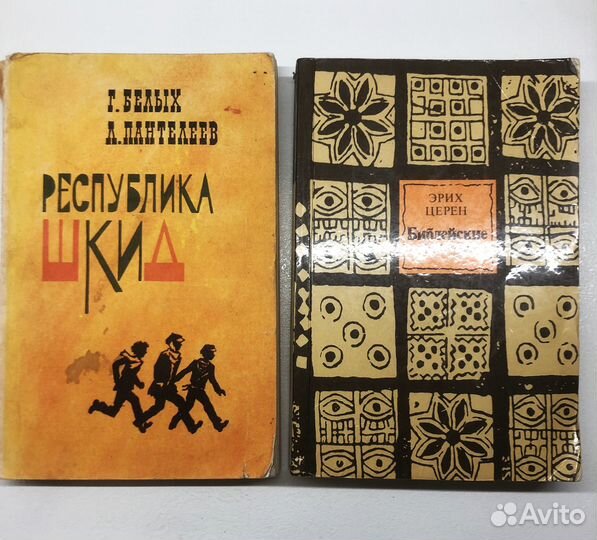 Г. БЕЛЫХ
Л. ПАНТЕЛЕЕВ
РЕСПУБЛИКА
ШКИД
ЭРИХ
ЦЕРЕН
Библейские
Avito